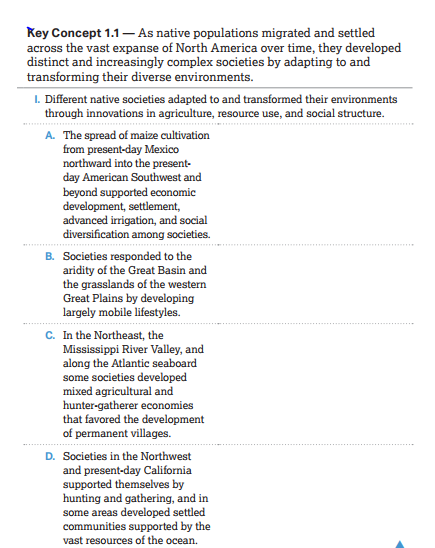 Key Concept 1.1 — As native populations migrated and settled
across the vast expanse of North America over time, they developed
distinct and increasingly complex societies by adapting to and
transforming their diverse environments.
I. Different native societies adapted to and transformed their environments
through innovations in agriculture, resource use, and social structure.
A. The spread of maize cultivation
from present-day Mexico
northward into the present-
day American Southwest and
beyond supported economic
development, settlement,
advanced irrigation, and social
diversification among societies.
B. Societies responded to the
aridity of the Great Basin and
the grasslands of the western
Great Plains by developing
largely mobile lifestyles.
C. In the Northeast, the
Mississippi River Valley, and
along the Atlantic seaboard
some societies developed
mixed agricultural and
hunter-gatherer economies
that favored the development
of permanent villages.
D. Societies in the Northwest
and present-day California
supported themselves by
hunting and gathering, and in
some areas developed settled
communities supported by the
vast resources of the ocean.